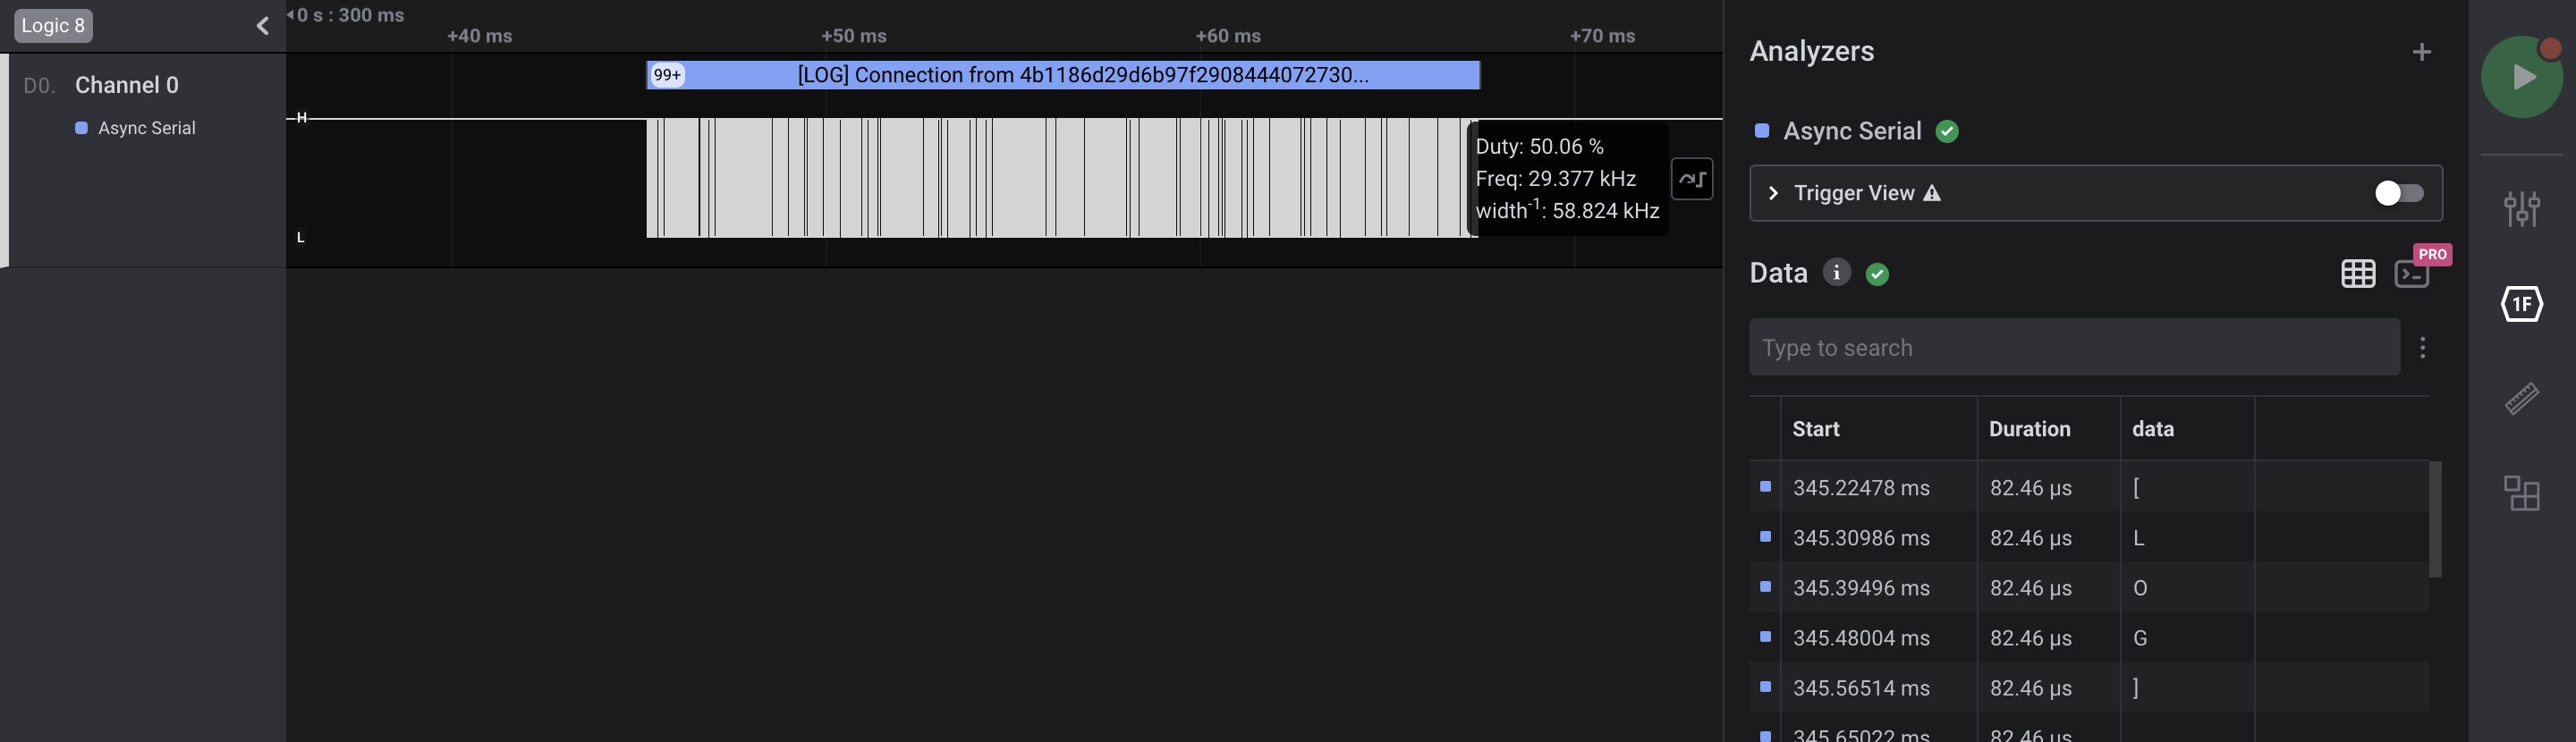 Logic 8
0 s : 300 ms
+40 ms
+50 ms
+60 ms
+70 ms
D0.
Channel 0
Async Serial
99+
[LOG] Connection from 4b1186d29d6b97f2908444072730...
H
L
Duty: 50.06 %
Freq: 29.377 kHz
width-1: 58.824 kHz
Analyzers
Async Serial
Trigger View
Data
PRO
Type to search
Start Duration data
345.22478 ms 82.46 µs [
345.30986 ms 82.46 µs L
345.39496 ms 82.46 µs O
345.48004 ms 82.46 µs G
345.56514 ms 82.46 µs ]
345.65022 ms 82.46 µs
1F